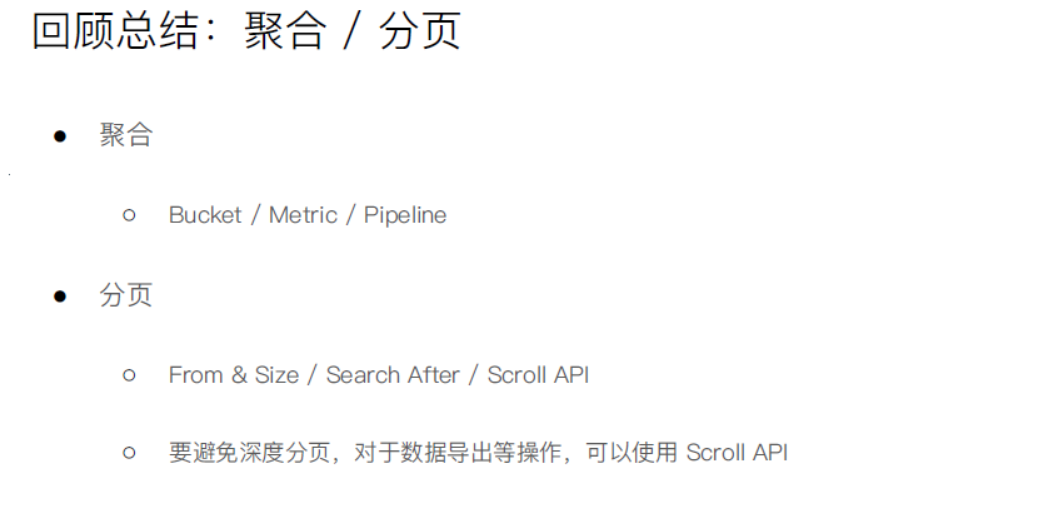 回顾总结：聚合 / 分页
● 聚合
○ Bucket / Metric / Pipeline
● 分页
○ From & Size / Search After / Scroll API
○ 要避免深度分页，对于数据导出等操作，可以使用 Scroll API